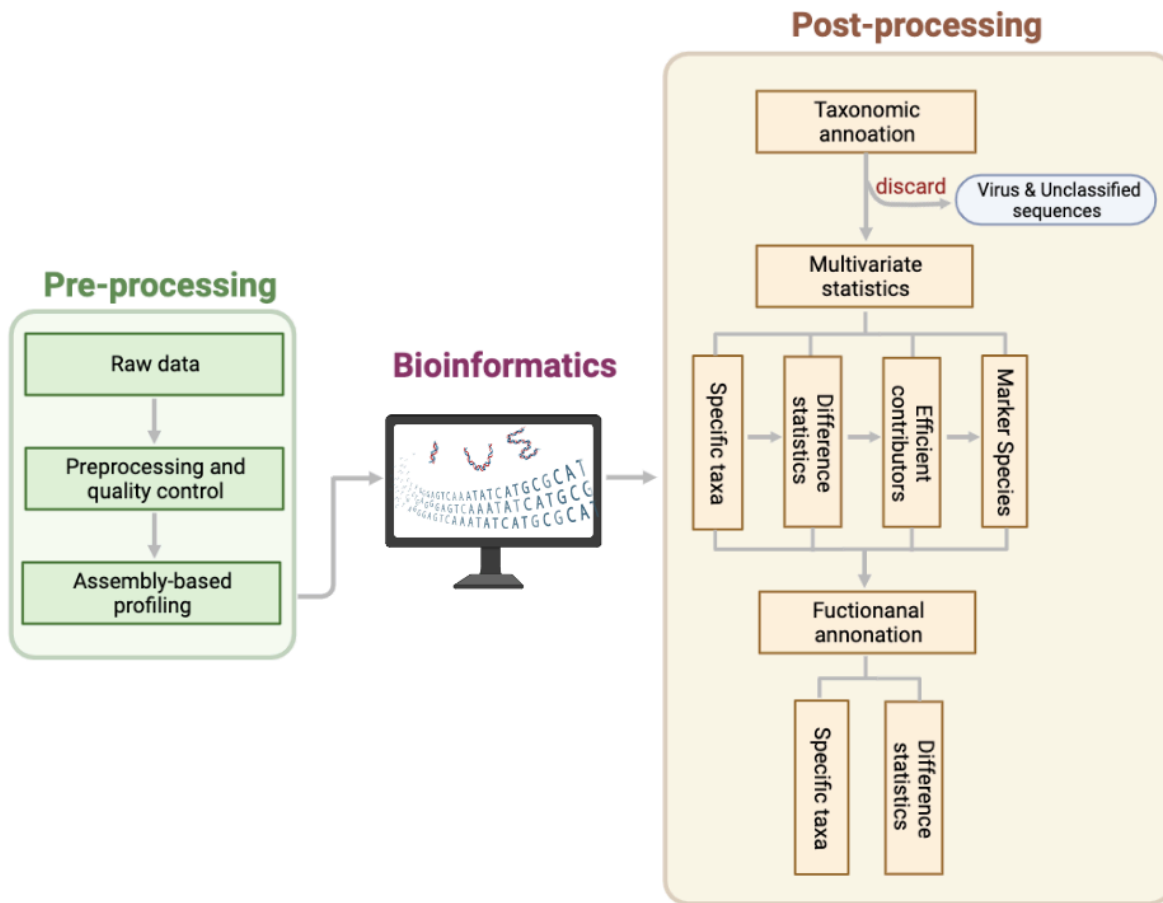 Post-processing
Taxonomic
annoation
discard
Virus & Unclassified
sequences
Multivariate
statistics
Pre-processing
Raw data
Preprocessing and
quality control
Assembly-based
profiling
Bioinformatics
Specific taxa
Difference
statistics
Efficient
contributors
Marker Species
Fuctionanal
annonation
Specific taxa
Difference
statistics